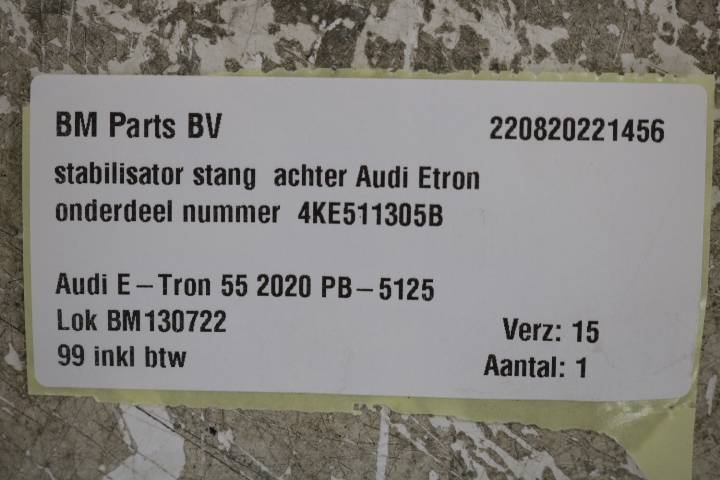 BM Parts BV 220820221456
stabilisator stang achter Audi Etron
onderdeel nummer 4KE511305B
Audi E-Tron 55 2020 PB-5125
Lok BM130722
Verz: 15
99 inkl btw
Aantal: 1